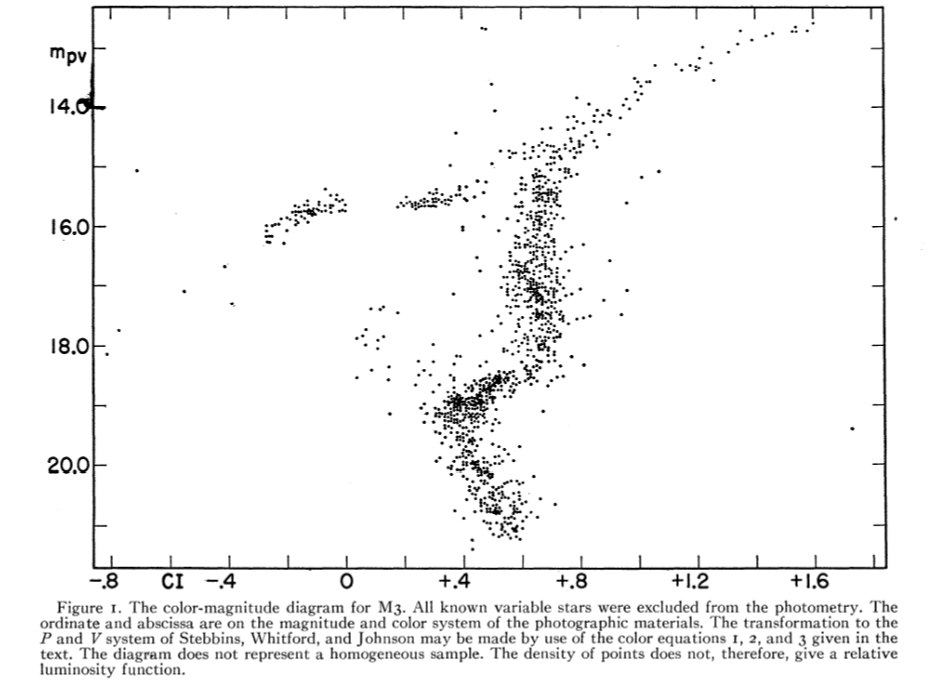 mpv
14.0
16.0
18.0
20.0
-.8 CI -.4 0 +.4 +.8 +1.2 +1.6
Figure 1. The color-magnitude diagram for M3. All known variable stars were excluded from the photometry. The
ordinate and abscissa are on the magnitude and color system of the photographic materials. The transformation to the
P and V system of Stebbins, Whitford, and Johnson may be made by use of the color equations 1, 2, and 3 given in the
text. The diagram does not represent a homogeneous sample. The density of points does not, therefore, give a relative
luminosity function.